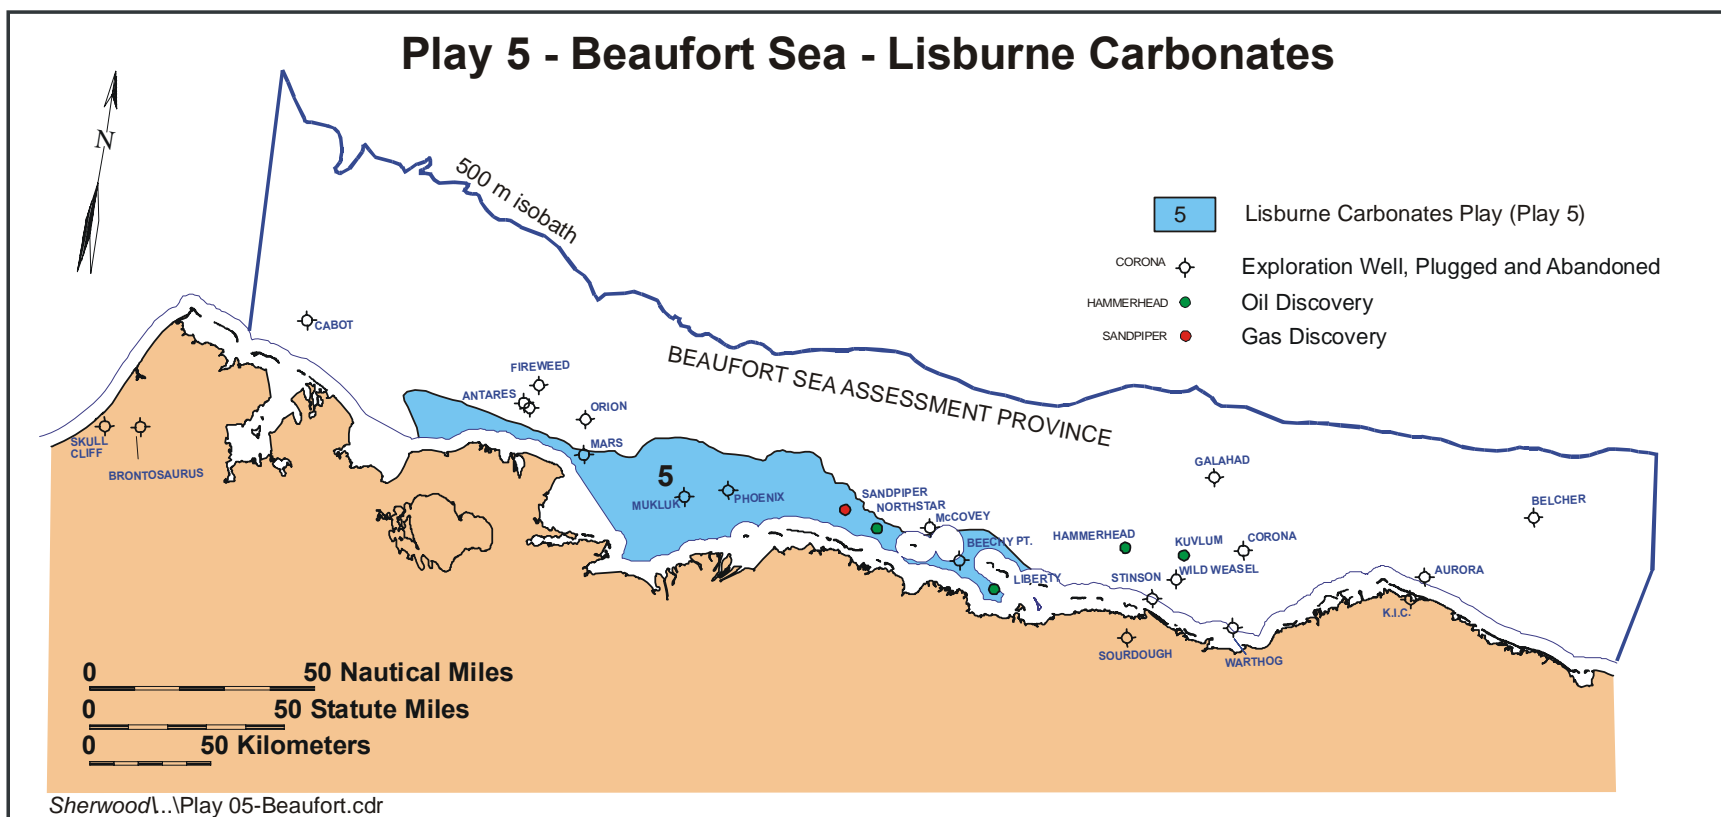 Play 5 - Beaufort Sea - Lisburne Carbonates
N
500 m isobath
5 Lisburne Carbonates Play (Play 5)
CORONA Exploration Well, Plugged and Abandoned
HAMMERHEAD Oil Discovery
SANDPIPER Gas Discovery
BEAUFORT SEA ASSESSMENT PROVINCE
CABOT
FIREWEED
ANTARES
ORION
MARS
SKULL
CLIFF
BRONTOSAURUS
5
MUKLUK
PHOENIX
SANDPIPER
NORTHSTAR
McCOVEY
BEECHY PT.
LIBERTY
GALAHAD
BELCHER
HAMMERHEAD
KUVLUM
CORONA
STINSON
WILD WEASEL
AURORA
K.I.C.
SOURDOUGH
WARTHOG
0 50 Nautical Miles
0 50 Statute Miles
0 50 Kilometers
Sherwood\...\Play 05-Beaufort.cdr